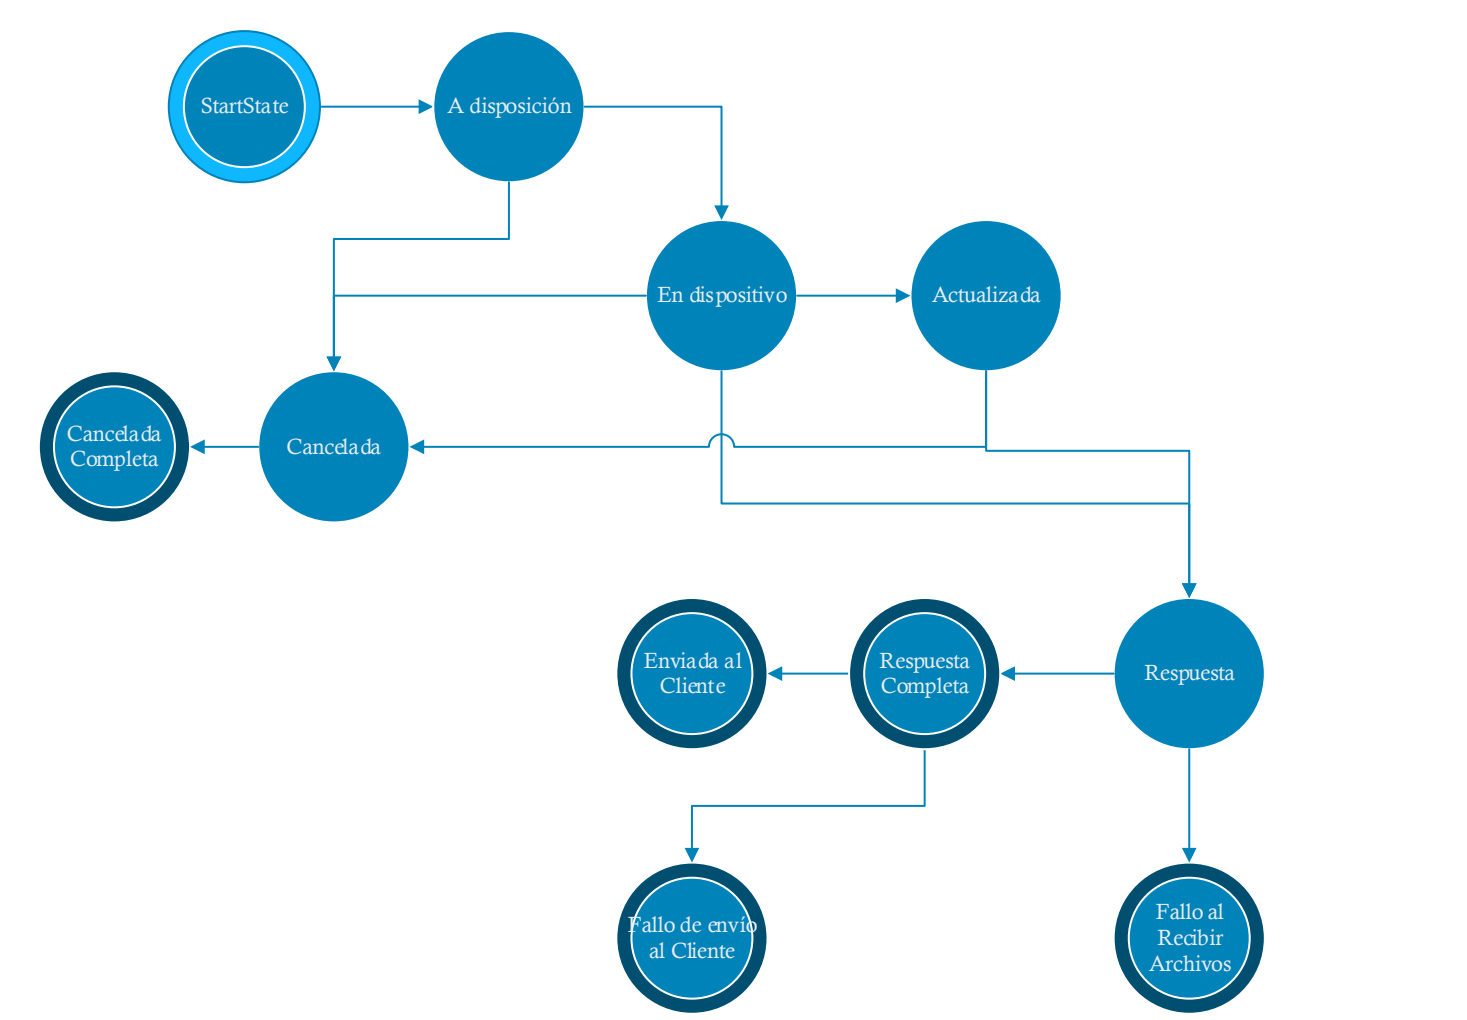 StartState
A disposición
En dispositivo
Actualizada
Cancelada
Completa
Cancelada
Enviada al
Cliente
Respuesta
Completa
Respuesta
Fallo de envío
al Cliente
Fallo al
Recibir
Archivos